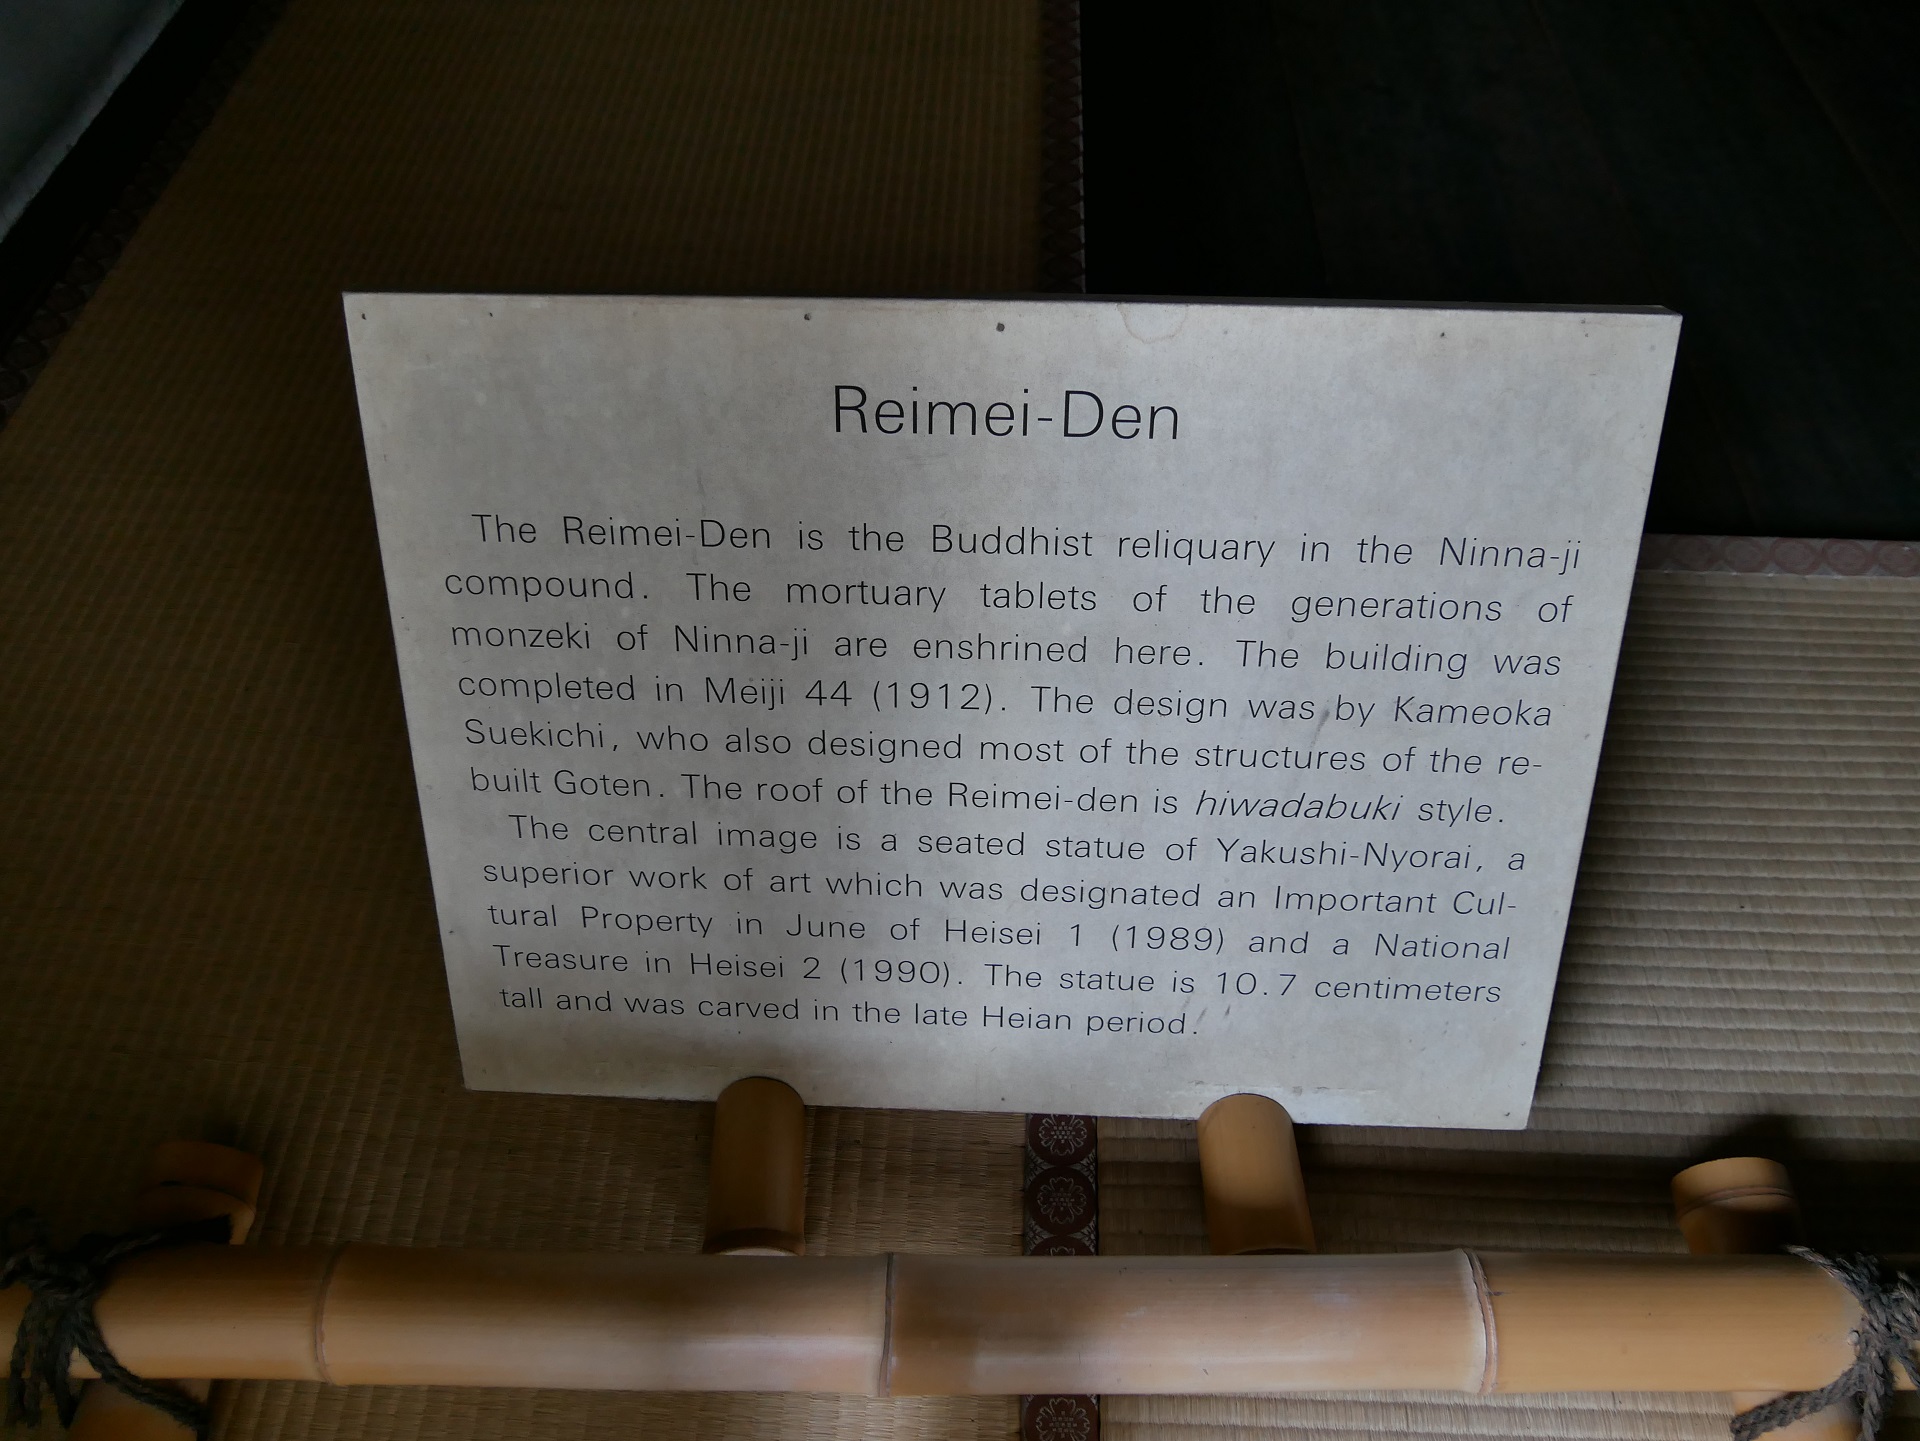 Reimei-Den
The Reimei-Den is the Buddhist reliquary in the Ninna-ji
compound. The mortuary tablets of the generations of
monzeki of Ninna-ji are enshrined here. The building was
completed in Meiji 44 (1912). The design was by Kameoka
Suekichi, who also designed most of the structures of the re-
built Goten. The roof of the Reimei-den is hiwadabuki style.
The central image is a seated statue of Yakushi-Nyorai, a
superior work of art which was designated an Important Cul-
tural Property in June of Heisei 1 (1989) and a National
Treasure in Heisei 2 (1990). The statue is 10.7 centimeters
tall and was carved in the late Heian period.